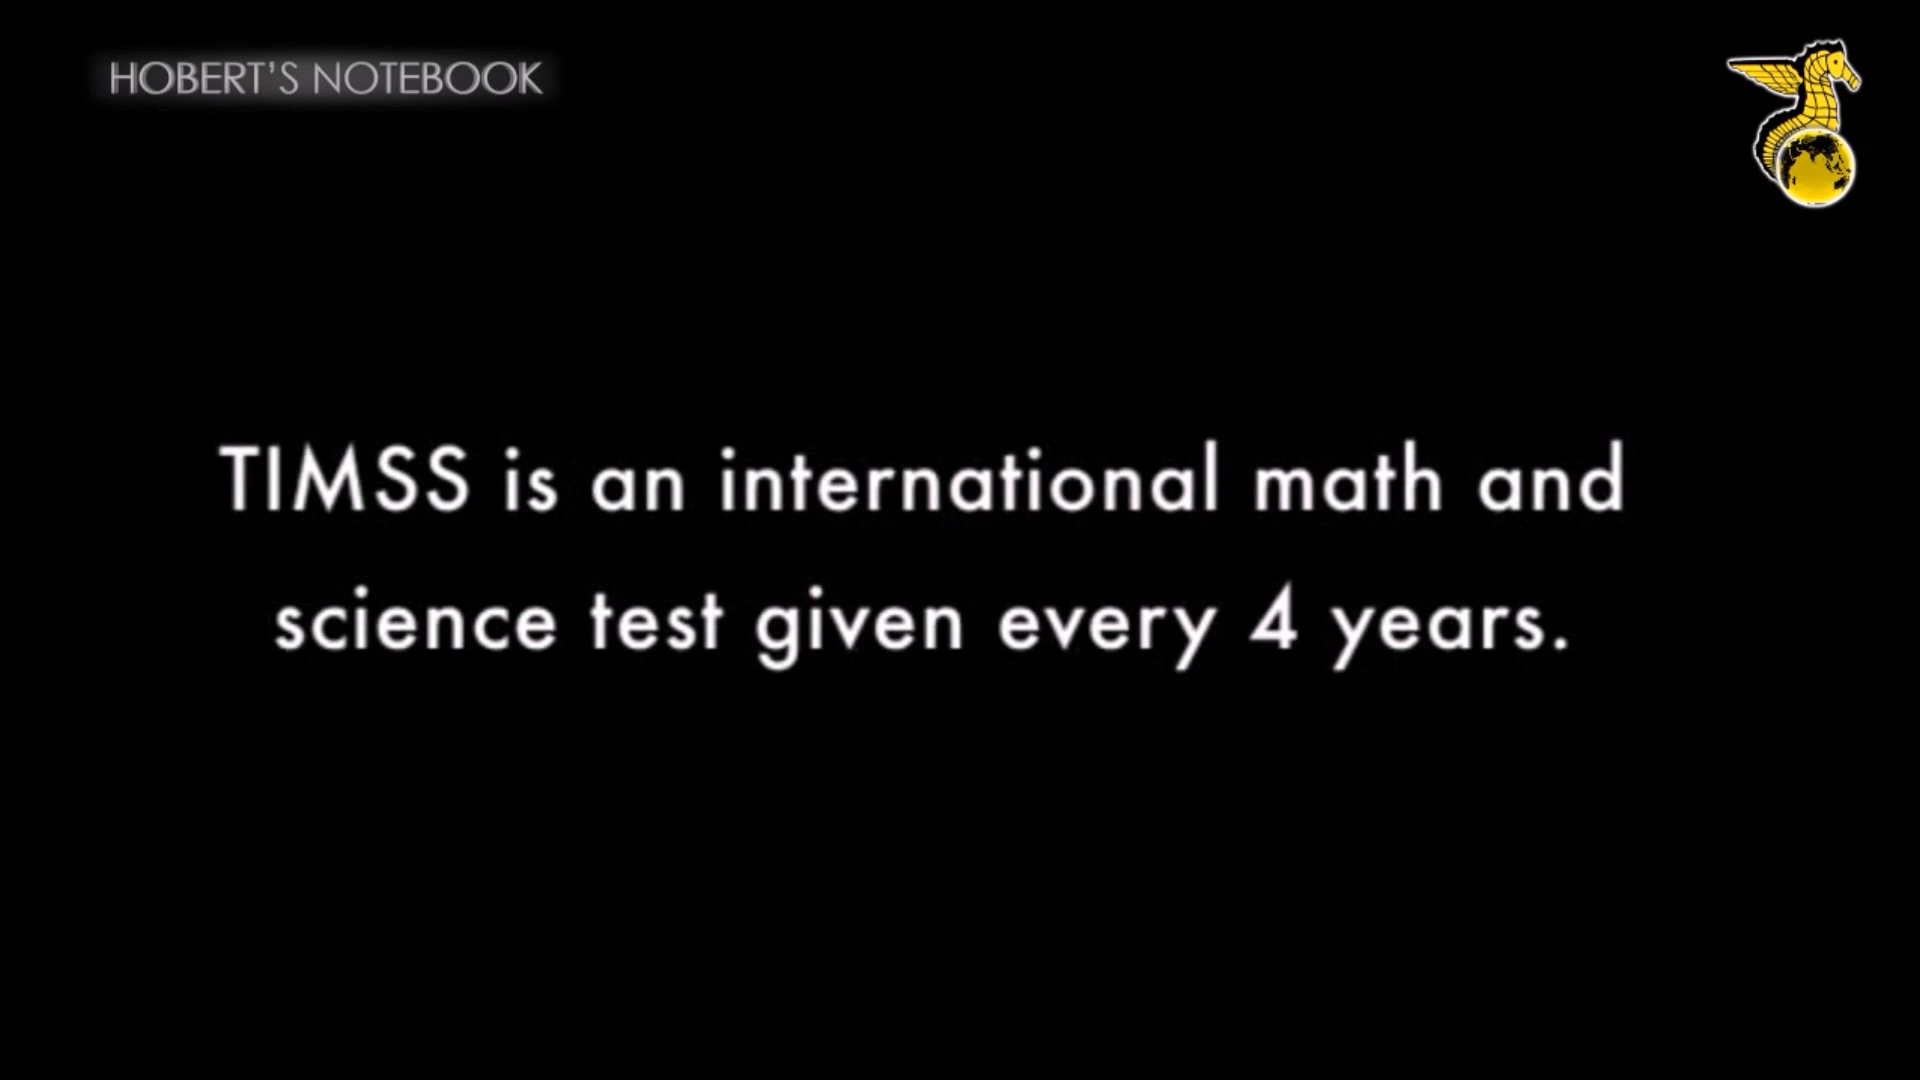 HOBERT'S NOTEBOOK
TIMSS is an international math and
science test given every 4 years.